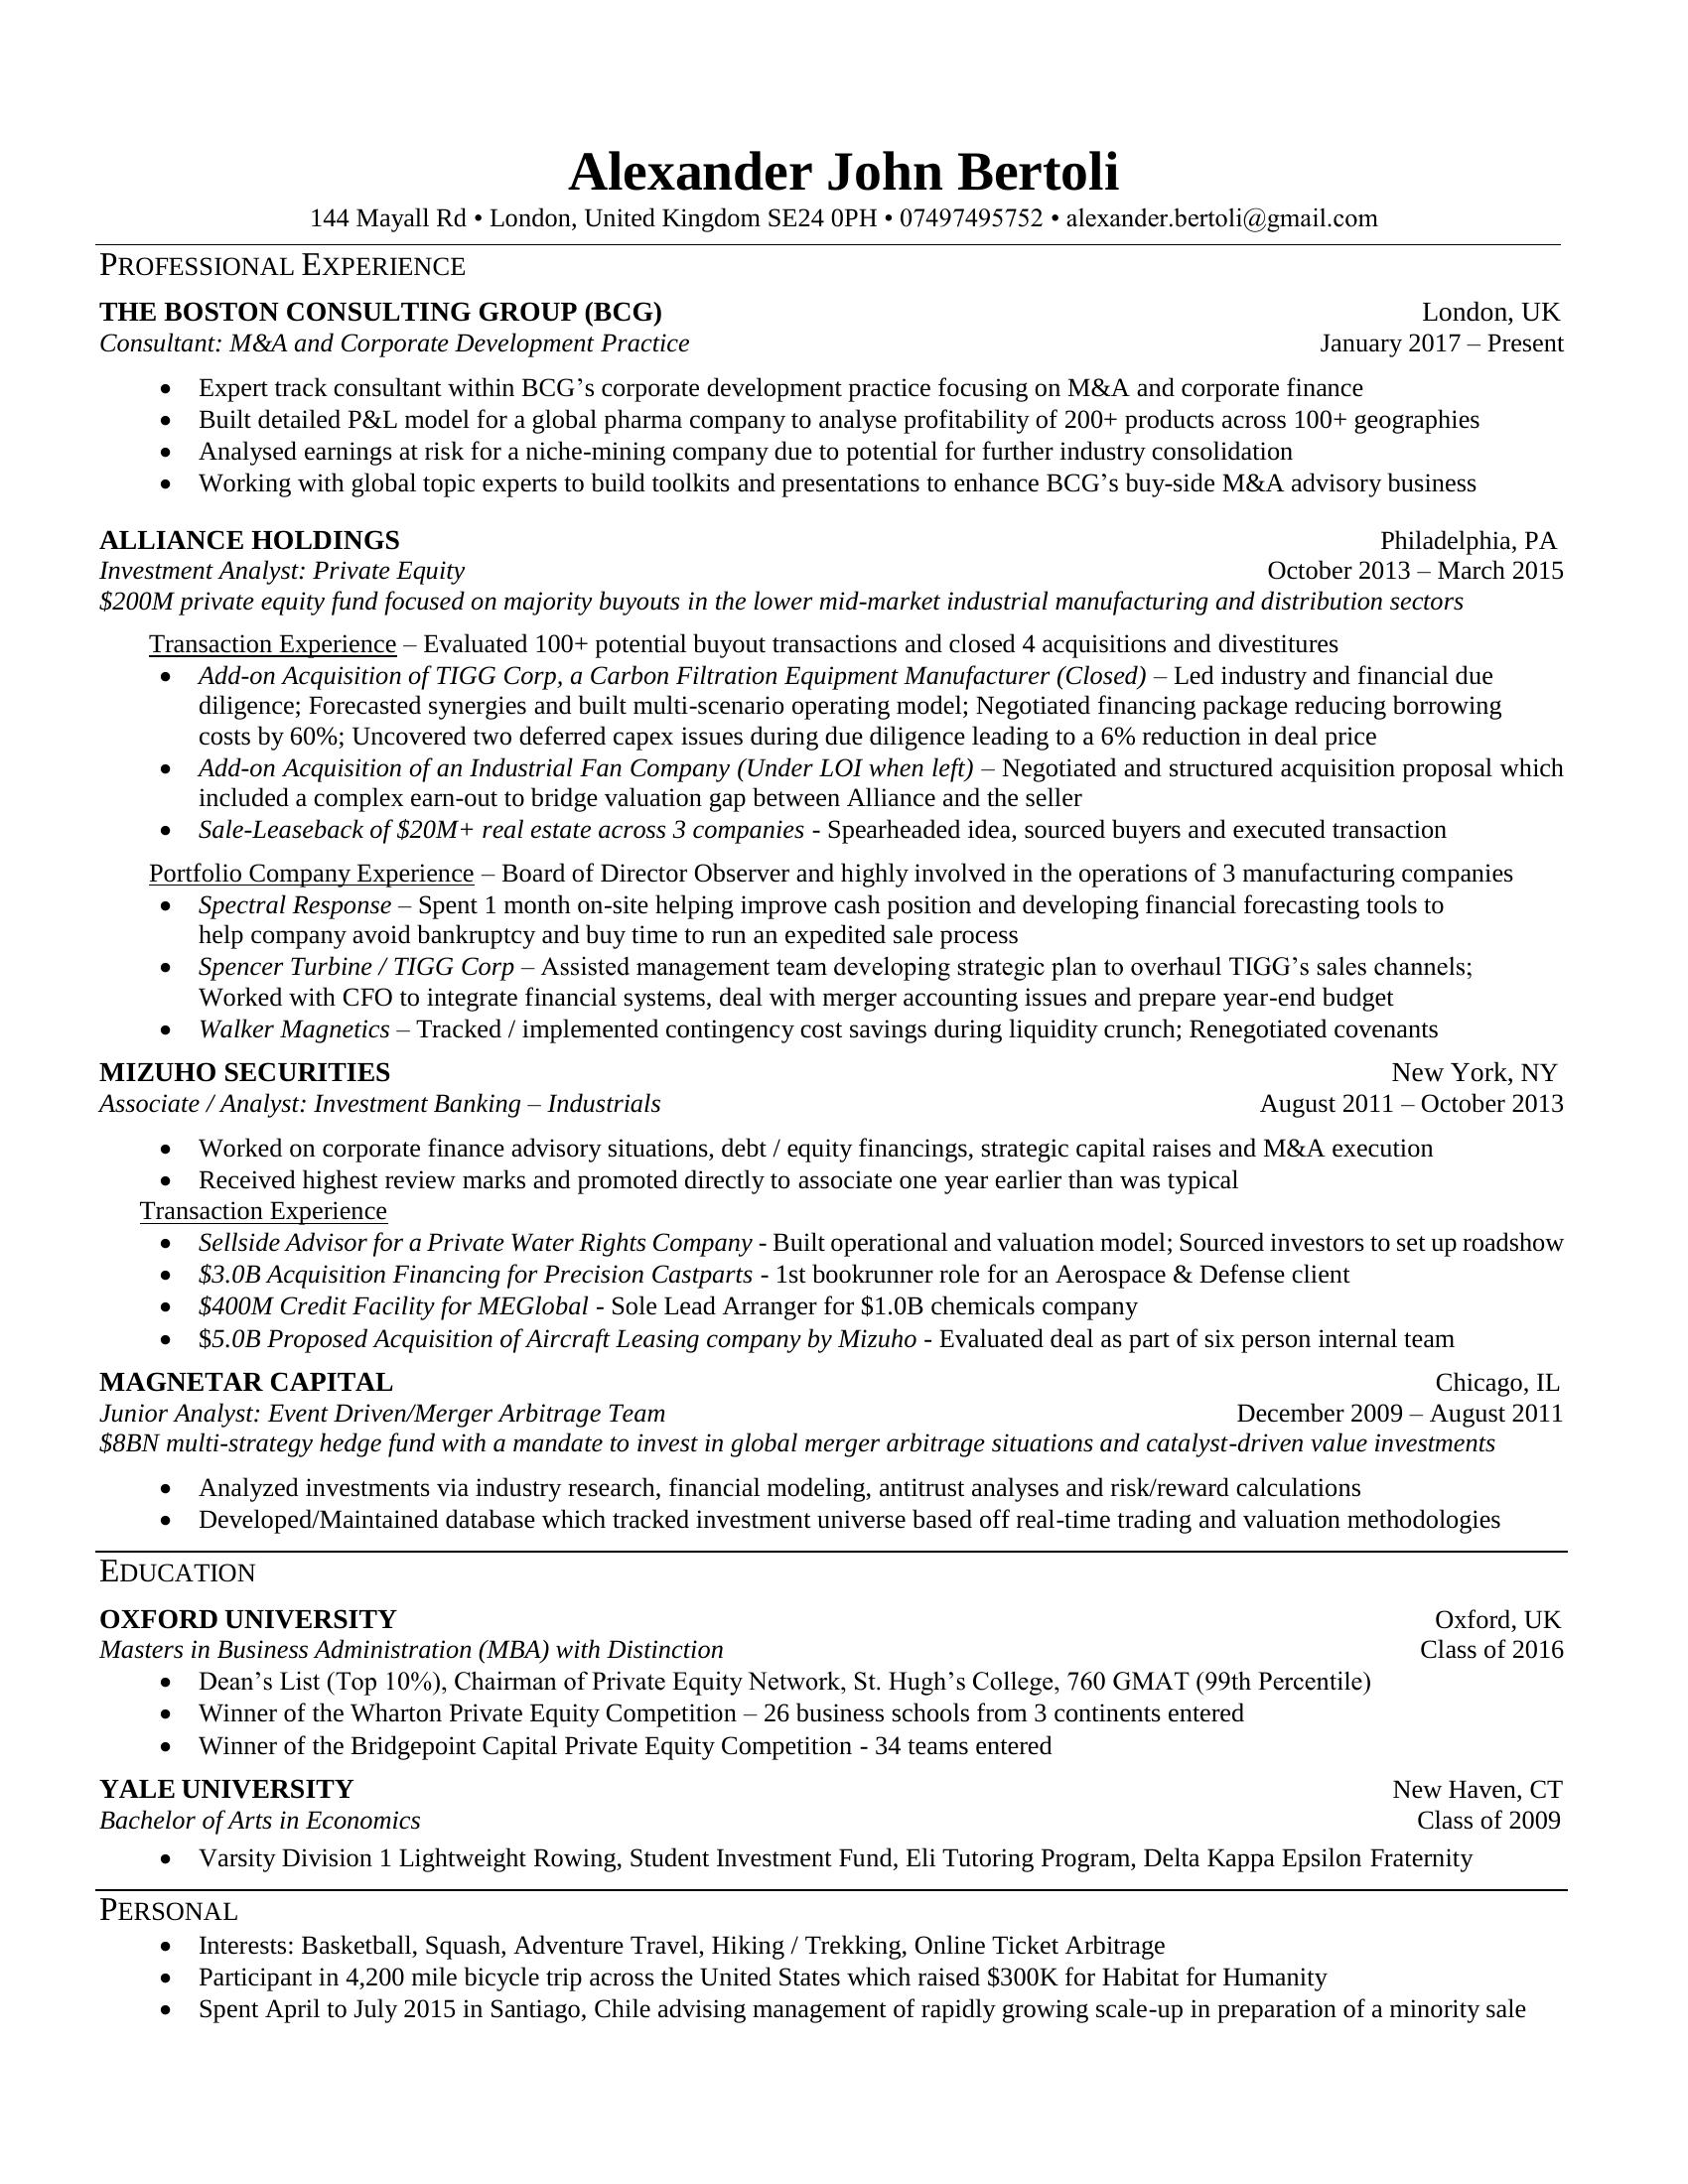 Alexander John Bertoli
144 Mayall Rd • London, United Kingdom SE24 0PH • 07497495752 • alexander.bertoli@gmail.com
PROFESSIONAL EXPERIENCE
THE BOSTON CONSULTING GROUP (BCG) London, UK
Consultant: M&A and Corporate Development Practice January 2017 – Present
• Expert track consultant within BCG’s corporate development practice focusing on M&A and corporate finance
• Built detailed P&L model for a global pharma company to analyse profitability of 200+ products across 100+ geographies
• Analysed earnings at risk for a niche-mining company due to potential for further industry consolidation
• Working with global topic experts to build toolkits and presentations to enhance BCG’s buy-side M&A advisory business
ALLIANCE HOLDINGS Philadelphia, PA
Investment Analyst: Private Equity October 2013 – March 2015
$200M private equity fund focused on majority buyouts in the lower mid-market industrial manufacturing and distribution sectors
Transaction Experience – Evaluated 100+ potential buyout transactions and closed 4 acquisitions and divestitures
• Add-on Acquisition of TIGG Corp, a Carbon Filtration Equipment Manufacturer (Closed) – Led industry and financial due
diligence; Forecasted synergies and built multi-scenario operating model; Negotiated financing package reducing borrowing
costs by 60%; Uncovered two deferred capex issues during due diligence leading to a 6% reduction in deal price
• Add-on Acquisition of an Industrial Fan Company (Under LOI when left) – Negotiated and structured acquisition proposal which
included a complex earn-out to bridge valuation gap between Alliance and the seller
• Sale-Leaseback of $20M+ real estate across 3 companies - Spearheaded idea, sourced buyers and executed transaction
Portfolio Company Experience – Board of Director Observer and highly involved in the operations of 3 manufacturing companies
• Spectral Response – Spent 1 month on-site helping improve cash position and developing financial forecasting tools to
help company avoid bankruptcy and buy time to run an expedited sale process
• Spencer Turbine / TIGG Corp – Assisted management team developing strategic plan to overhaul TIGG’s sales channels;
Worked with CFO to integrate financial systems, deal with merger accounting issues and prepare year-end budget
• Walker Magnetics – Tracked / implemented contingency cost savings during liquidity crunch; Renegotiated covenants
MIZUHO SECURITIES New York, NY
Associate / Analyst: Investment Banking – Industrials August 2011 – October 2013
• Worked on corporate finance advisory situations, debt / equity financings, strategic capital raises and M&A execution
• Received highest review marks and promoted directly to associate one year earlier than was typical
Transaction Experience
• Sellside Advisor for a Private Water Rights Company - Built operational and valuation model; Sourced investors to set up roadshow
• $3.0B Acquisition Financing for Precision Castparts - 1st bookrunner role for an Aerospace & Defense client
• $400M Credit Facility for MEGlobal - Sole Lead Arranger for $1.0B chemicals company
• $5.0B Proposed Acquisition of Aircraft Leasing company by Mizuho - Evaluated deal as part of six person internal team
MAGNETAR CAPITAL Chicago, IL
Junior Analyst: Event Driven/Merger Arbitrage Team December 2009 – August 2011
$8BN multi-strategy hedge fund with a mandate to invest in global merger arbitrage situations and catalyst-driven value investments
• Analyzed investments via industry research, financial modeling, antitrust analyses and risk/reward calculations
• Developed/Maintained database which tracked investment universe based off real-time trading and valuation methodologies
EDUCATION
OXFORD UNIVERSITY Oxford, UK
Masters in Business Administration (MBA) with Distinction Class of 2016
• Dean’s List (Top 10%), Chairman of Private Equity Network, St. Hugh’s College, 760 GMAT (99th Percentile)
• Winner of the Wharton Private Equity Competition – 26 business schools from 3 continents entered
• Winner of the Bridgepoint Capital Private Equity Competition - 34 teams entered
YALE UNIVERSITY New Haven, CT
Bachelor of Arts in Economics Class of 2009
• Varsity Division 1 Lightweight Rowing, Student Investment Fund, Eli Tutoring Program, Delta Kappa Epsilon Fraternity
PERSONAL
• Interests: Basketball, Squash, Adventure Travel, Hiking / Trekking, Online Ticket Arbitrage
• Participant in 4,200 mile bicycle trip across the United States which raised $300K for Habitat for Humanity
• Spent April to July 2015 in Santiago, Chile advising management of rapidly growing scale-up in preparation of a minority sale